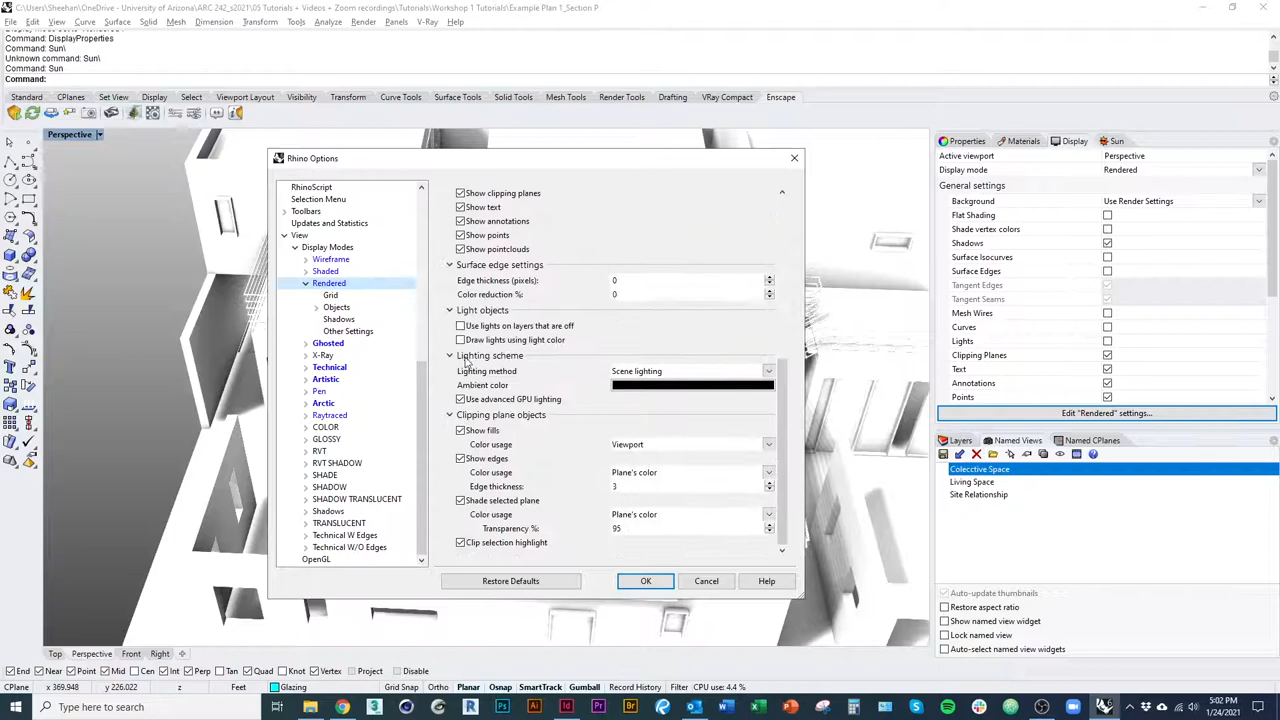 C:\Users\Sheehan\OneDrive - University of Arizona\ARC 242_s2021\05 Tutorials + Videos + Zoom recordings\Tutorials\Workshop 1 Tutorials\Example Plan 1_Section P
File Edit View Curve Surface Solid Mesh Dimension Transform Tools Analyze Render Panels V-Ray Help
Command: DisplayProperties
Command: Sun\
Unknown command: Sun\
Command: Sun
Command:
Standard CPlanes Set View Display Select Viewport Layout Visibility Transform Curve Tools Surface Tools Solid Tools Mesh Tools Render Tools Drafting VRay Compact Enscape
Perspective
Rhino Options
RhinoScript
Selection Menu
Toolbars
Updates and Statistics
View
Display Modes
Wireframe
Shaded
Rendered
Grid
Objects
Shadows
Other Settings
Ghosted
X-Ray
Technical
Artistic
Pen
Arctic
Raytraced
COLOR
GLOSSY
RVT
RVT SHADOW
SHADE
SHADOW
SHADOW TRANSLUCENT
Shadows
TRANSLUCENT
Technical W Edges
Technical W/O Edges
OpenGL
Show clipping planes
Show text
Show annotations
Show points
Show pointclouds
Surface edge settings
Edge thickness (pixels): 0
Color reduction %: 0
Light objects
Use lights on layers that are off
Draw lights using light color
Lighting scheme
Lighting method Scene lighting
Ambient color
Use advanced GPU lighting
Clipping plane objects
Show fills
Color usage Viewport
Show edges
Color usage Plane's color
Edge thickness: 3
Shade selected plane
Color usage Plane's color
Transparency %: 95
Clip selection highlight
Restore Defaults OK Cancel Help
Properties Materials Display Sun
Active viewport Perspective
Display mode Rendered
General settings
Background Use Render Settings
Flat Shading
Shade vertex colors
Shadows
Surface Isocurves
Surface Edges
Tangent Edges
Tangent Seams
Mesh Wires
Curves
Lights
Clipping Planes
Text
Annotations
Points
Edit "Rendered" settings...
Layers Named Views Named CPlanes
Colecctive Space
Living Space
Site Relationship
Auto-update thumbnails
Restore aspect ratio
Show named view widget
Lock named view
Auto-select named view widgets
Top Perspective Front Right
End Near Point Mid Cen Int Perp Tan Quad Knot Vertex Project Disable
CPlane x 369.948 y 226.022 z Feet Glazing Grid Snap Ortho Planar Osnap SmartTrack Gumball Record History Filter CPU use: 4.4 %
Type here to search
5:02 PM
1/24/2021